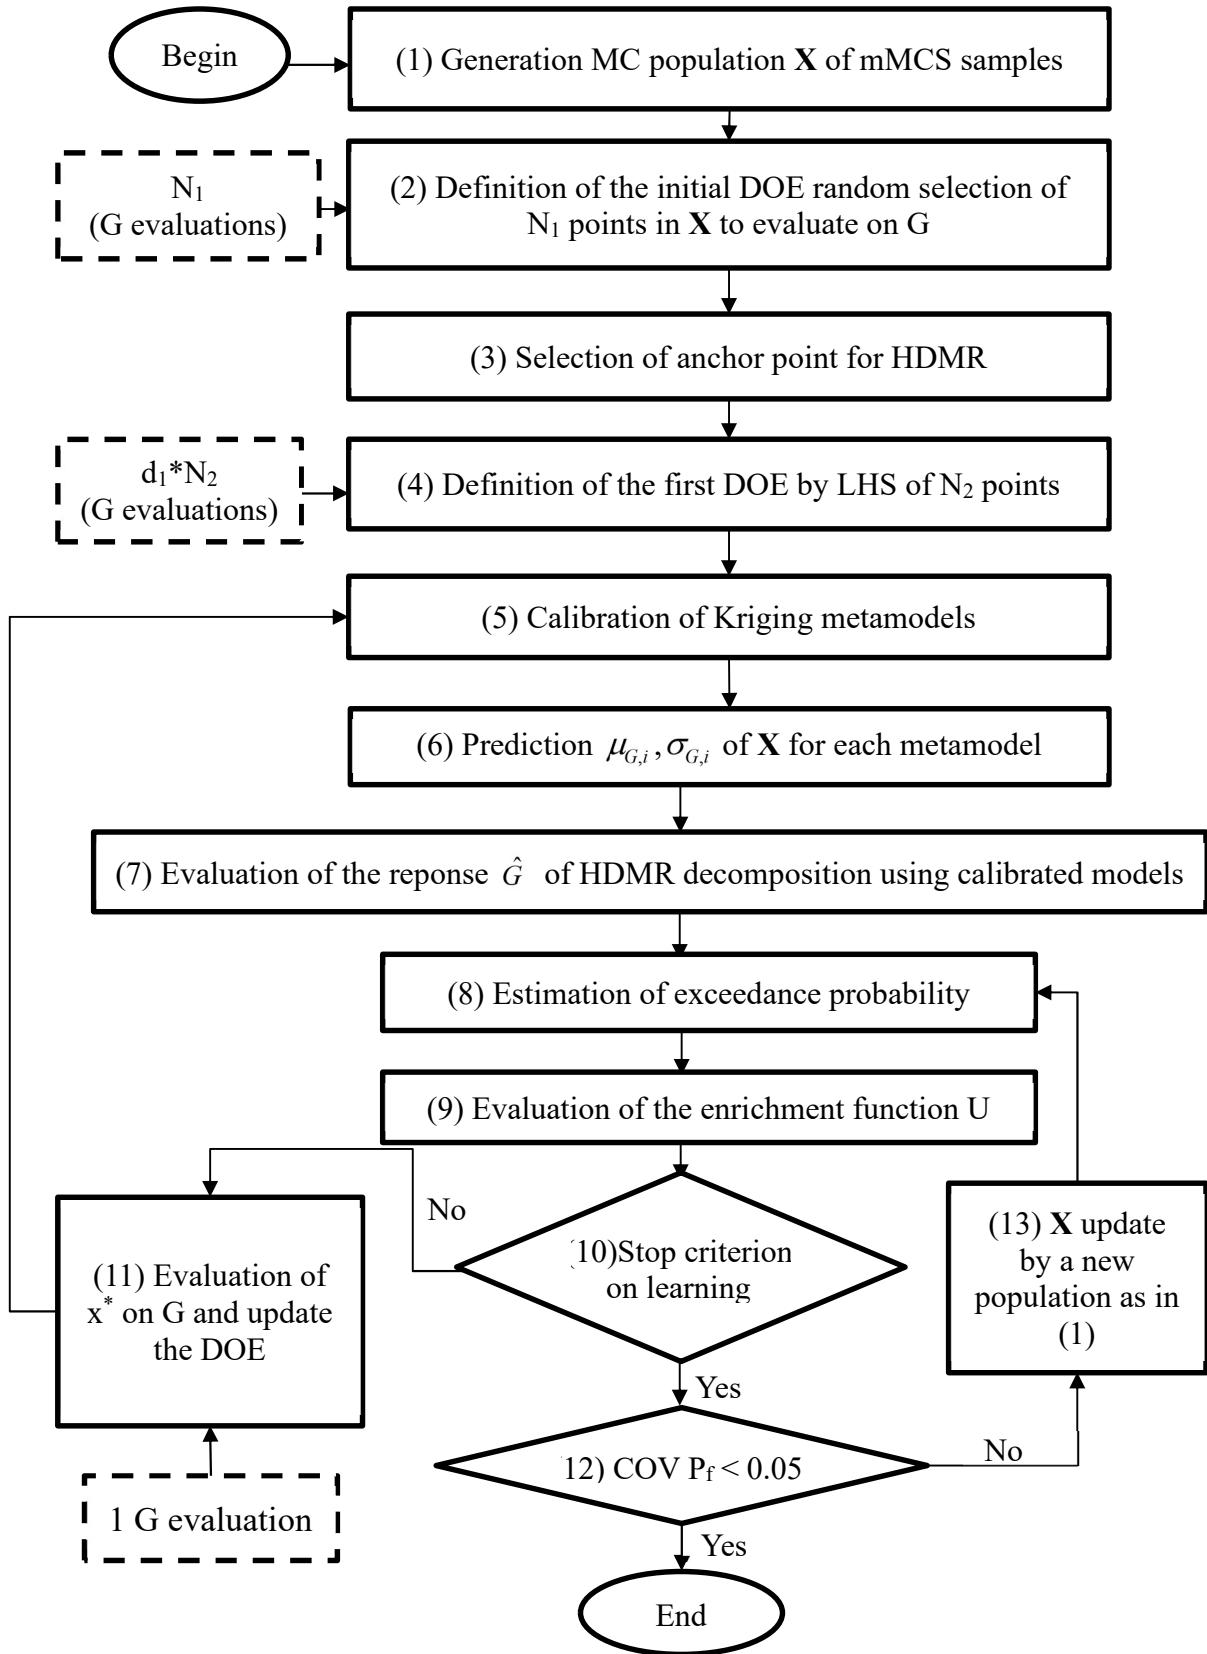 Begin
(1) Generation MC population X of mMCS samples
N₁
(G evaluations)
(2) Definition of the initial DOE random selection of
N₁ points in X to evaluate on G
(3) Selection of anchor point for HDMR
d₁*N₂
(G evaluations)
(4) Definition of the first DOE by LHS of N₂ points
(5) Calibration of Kriging metamodels
(6) Prediction μ_{G,i}, σ_{G,i} of X for each metamodel
(7) Evaluation of the reponse Ĝ of HDMR decomposition using calibrated models
(8) Estimation of exceedance probability
(9) Evaluation of the enrichment function U
No
(10)Stop criterion
on learning
(11) Evaluation of
x* on G and update
the DOE
(13) X update
by a new
population as in
(1)
Yes
12) COV P_f < 0.05
No
1 G evaluation
Yes
End